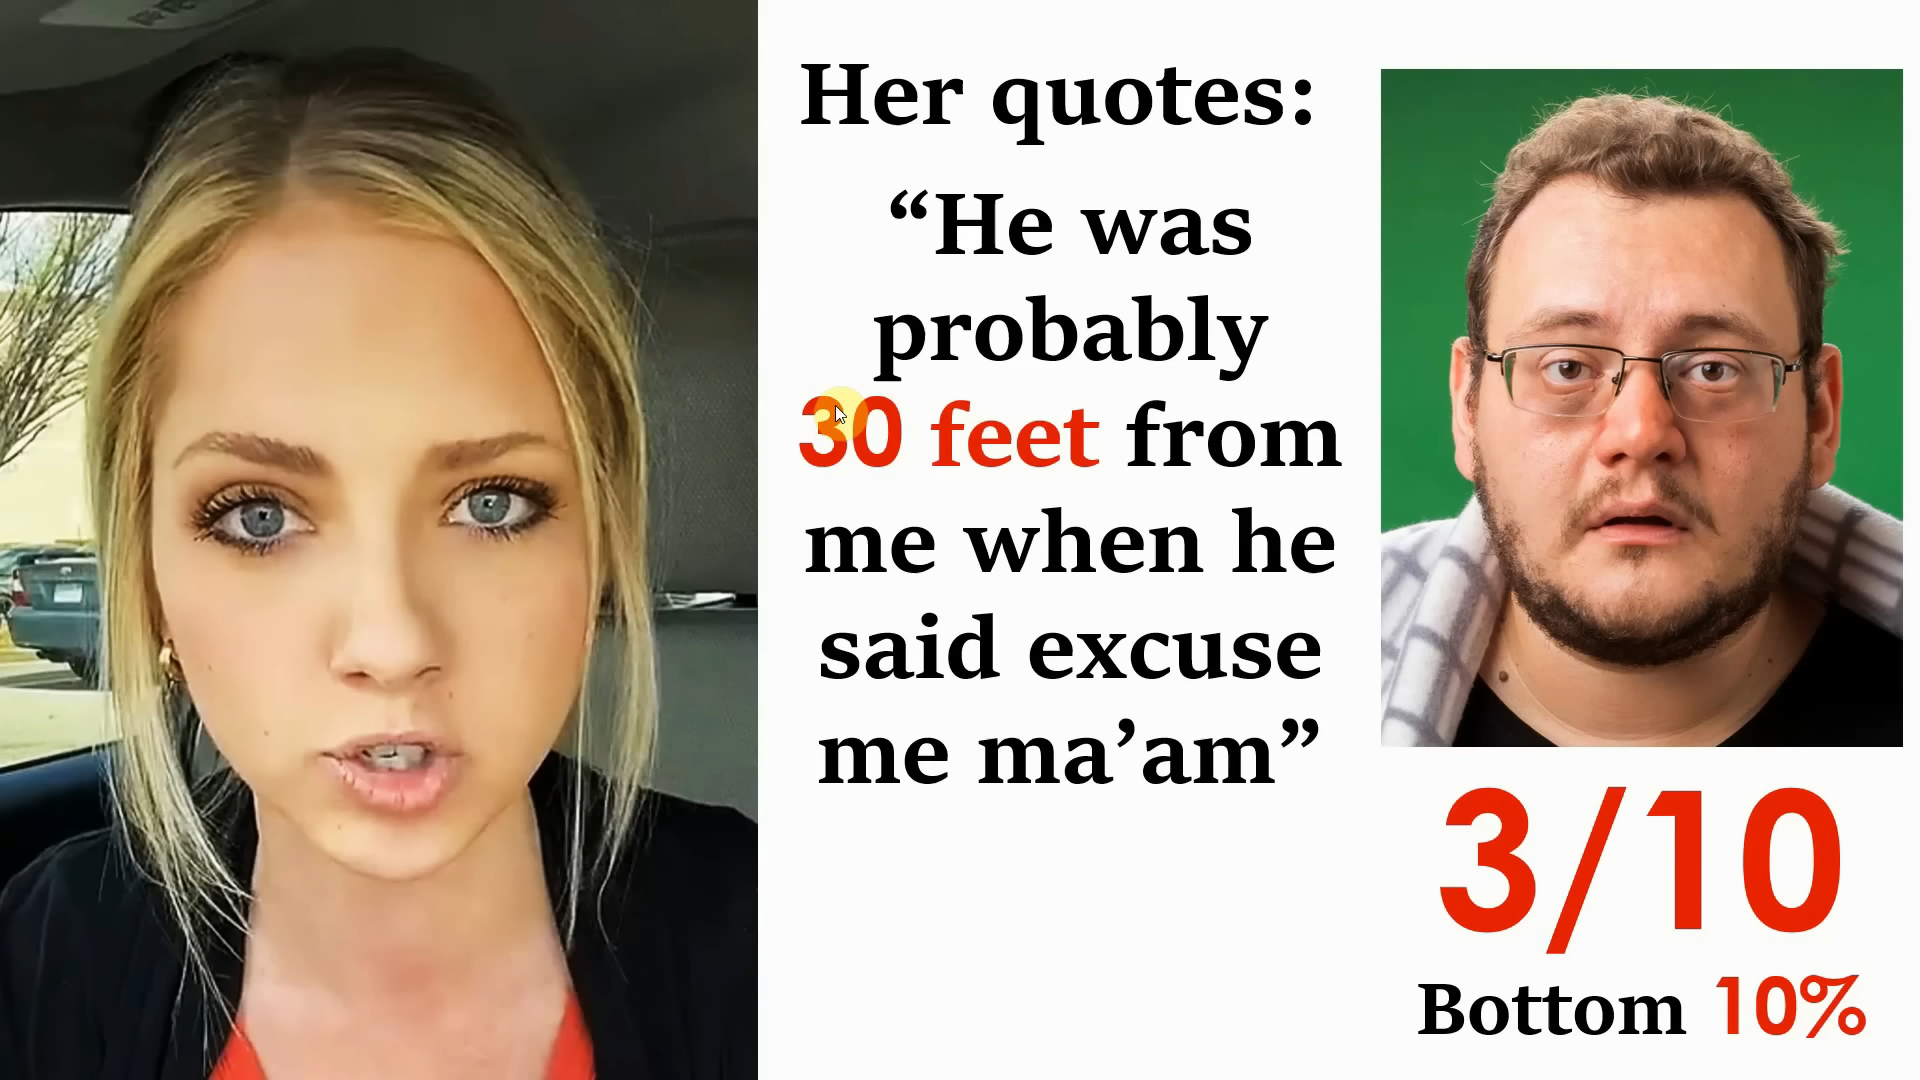 Her quotes:
“He was
probably
30 feet from
me when he
said excuse
me ma’am”
3/10
Bottom 10%